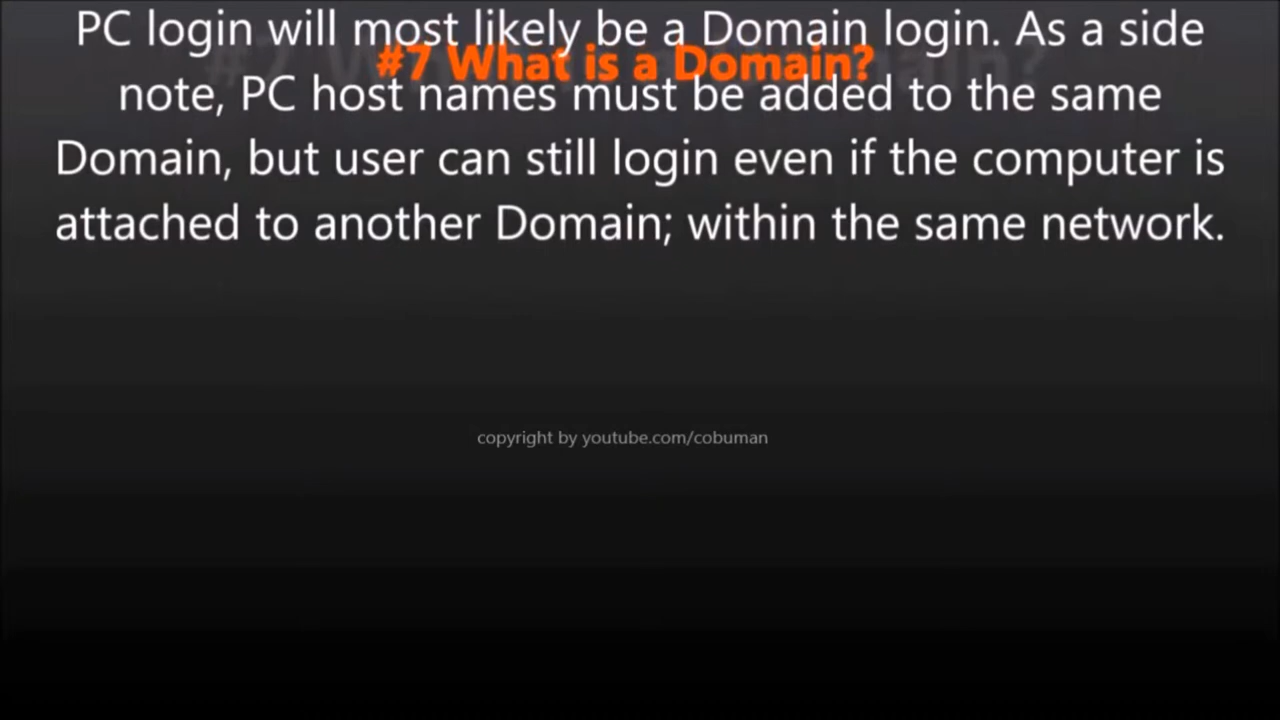 PC login will most likely be a Domain login. As a side
#7 What is a Domain?
note, PC host names must be added to the same
Domain, but user can still login even if the computer is
attached to another Domain; within the same network.
copyright by youtube.com/cobuman